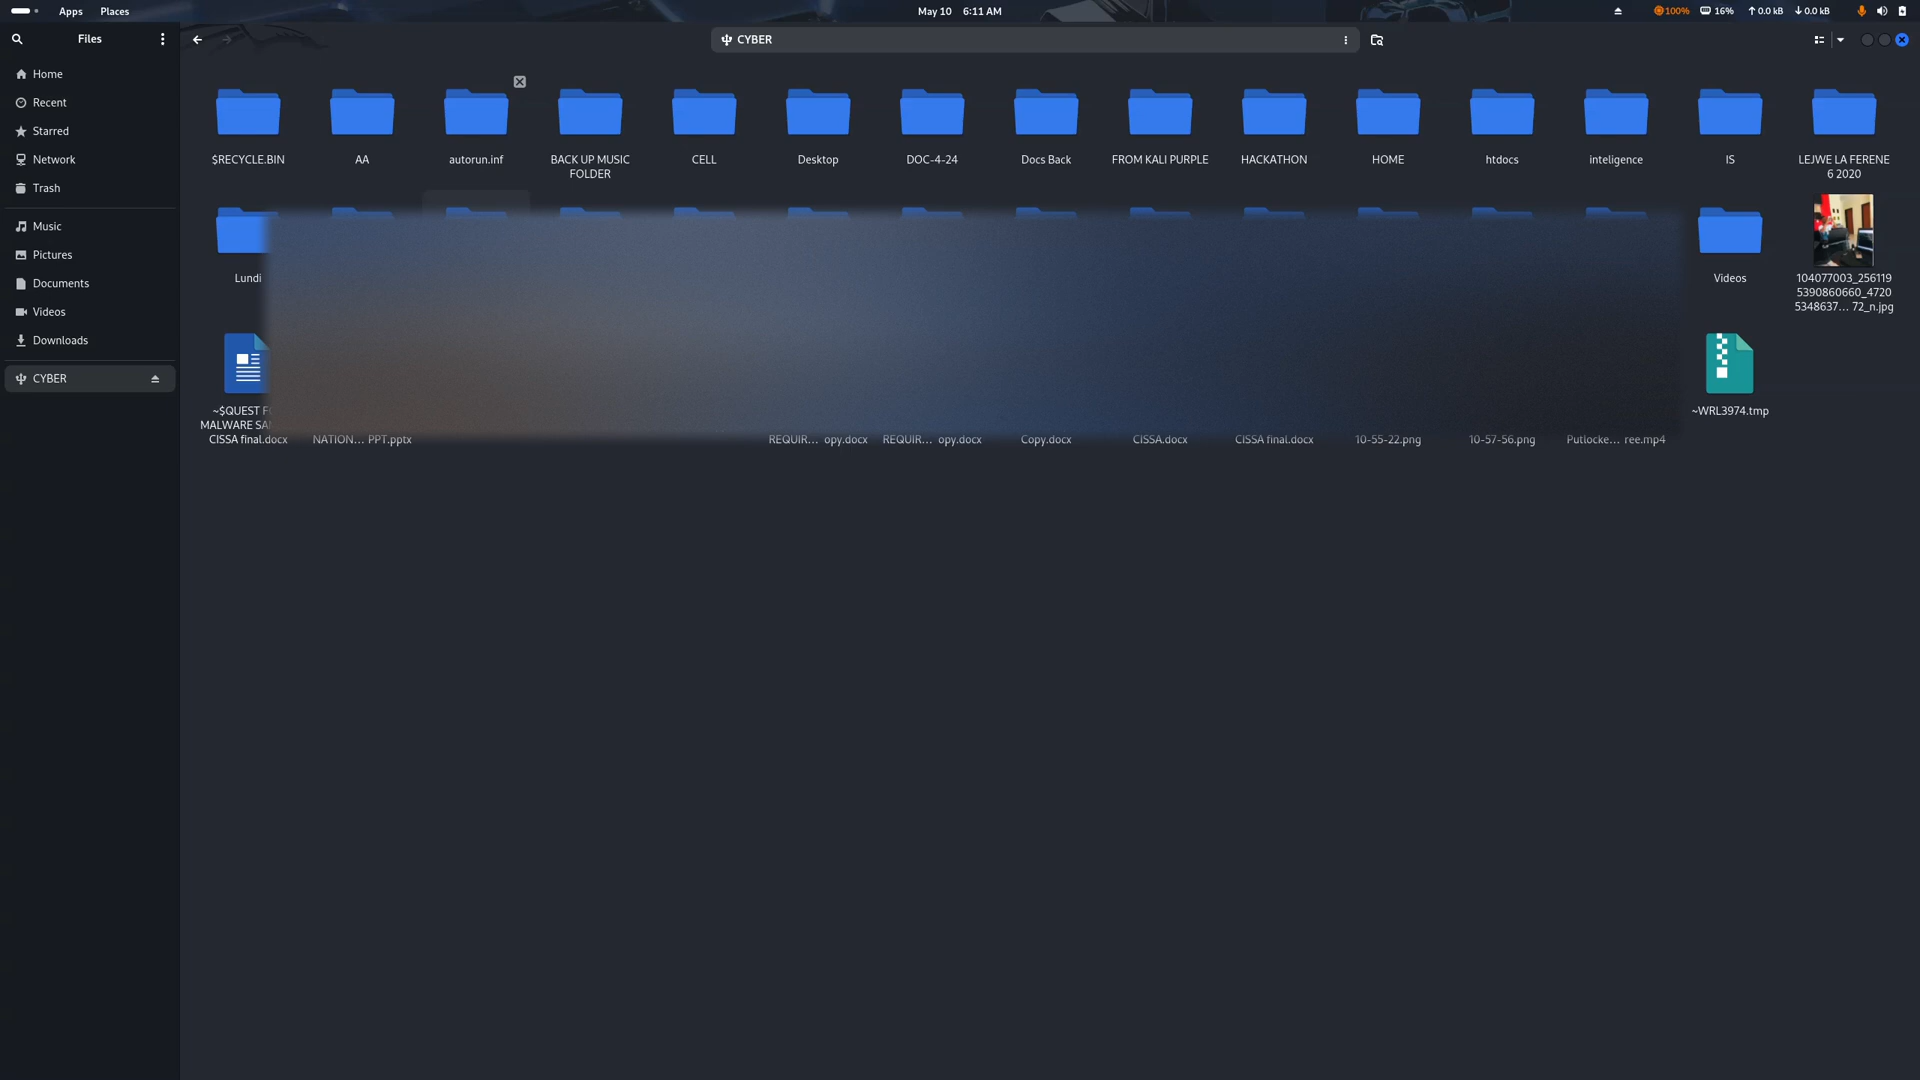 Apps Places May 10 6:11 AM 100% 16% 0.0 kB 0.0 kB
Files CYBER
Home
Recent
Starred
Network
Trash
Music
Pictures
Documents
Videos
Downloads
CYBER
$RECYCLE.BIN
AA
autorun.inf
BACK UP MUSIC
FOLDER
CELL
Desktop
DOC-4-24
Docs Back
FROM KALI PURPLE
HACKATHON
HOME
htdocs
inteligence
IS
LEJWE LA FERENE
6 2020
Lundi
Videos
104077003_256119
5390860660_4720
5348637... 72_n.jpg
~$QUEST F
MALWARE SA
CISSA final.docx
NATION... PPT.pptx
REQUIR... opy.docx
REQUIR... opy.docx
Copy.docx
CISSA.docx
CISSA final.docx
10-55-22.png
10-57-56.png
Putlocke... ree.mp4
~WRL3974.tmp